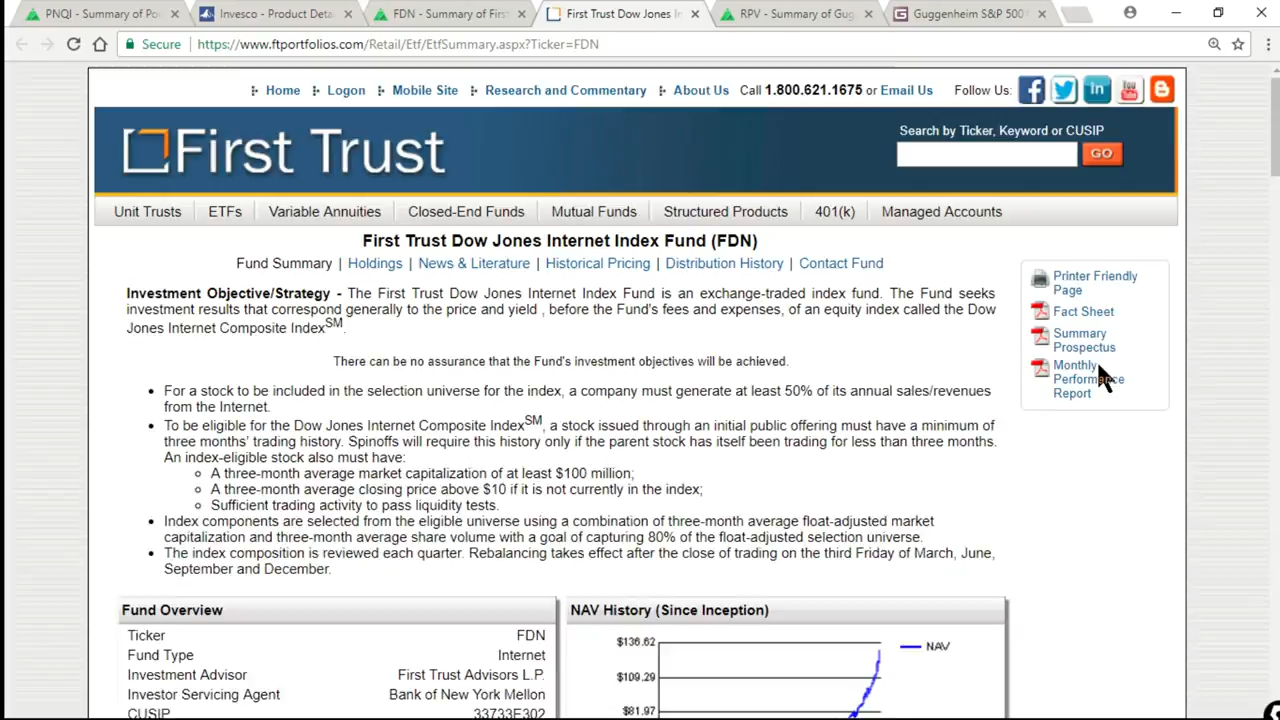 PNQI - Summary of Po
Invesco - Product Deta
FDN - Summary of First
First Trust Dow Jones In
RPV - Summary of Gug
Guggenheim S&P 500®
Secure https://www.ftportfolios.com/Retail/Etf/EtfSummary.aspx?Ticker=FDN
Home Logon Mobile Site Research and Commentary About Us Call 1.800.621.1675 or Email Us Follow Us:
First Trust
Search by Ticker, Keyword or CUSIP
GO
Unit Trusts ETFs Variable Annuities Closed-End Funds Mutual Funds Structured Products 401(k) Managed Accounts
First Trust Dow Jones Internet Index Fund (FDN)
Fund Summary | Holdings | News & Literature | Historical Pricing | Distribution History | Contact Fund
Printer Friendly
Page
Fact Sheet
Summary
Prospectus
Monthly
Performance
Report
Investment Objective/Strategy - The First Trust Dow Jones Internet Index Fund is an exchange-traded index fund. The Fund seeks
investment results that correspond generally to the price and yield , before the Fund's fees and expenses, of an equity index called the Dow
Jones Internet Composite IndexSM.
There can be no assurance that the Fund's investment objectives will be achieved.
• For a stock to be included in the selection universe for the index, a company must generate at least 50% of its annual sales/revenues
from the Internet.
• To be eligible for the Dow Jones Internet Composite IndexSM, a stock issued through an initial public offering must have a minimum of
three months' trading history. Spinoffs will require this history only if the parent stock has itself been trading for less than three months.
An index-eligible stock also must have:
◦ A three-month average market capitalization of at least $100 million;
◦ A three-month average closing price above $10 if it is not currently in the index;
◦ Sufficient trading activity to pass liquidity tests.
• Index components are selected from the eligible universe using a combination of three-month average float-adjusted market
capitalization and three-month average share volume with a goal of capturing 80% of the float-adjusted selection universe.
• The index composition is reviewed each quarter. Rebalancing takes effect after the close of trading on the third Friday of March, June,
September and December.
Fund Overview
Ticker FDN
Fund Type Internet
Investment Advisor First Trust Advisors L.P.
Investor Servicing Agent Bank of New York Mellon
CUSIP 33733E302
NAV History (Since Inception)
$136.62
$109.29
$81.97
NAV